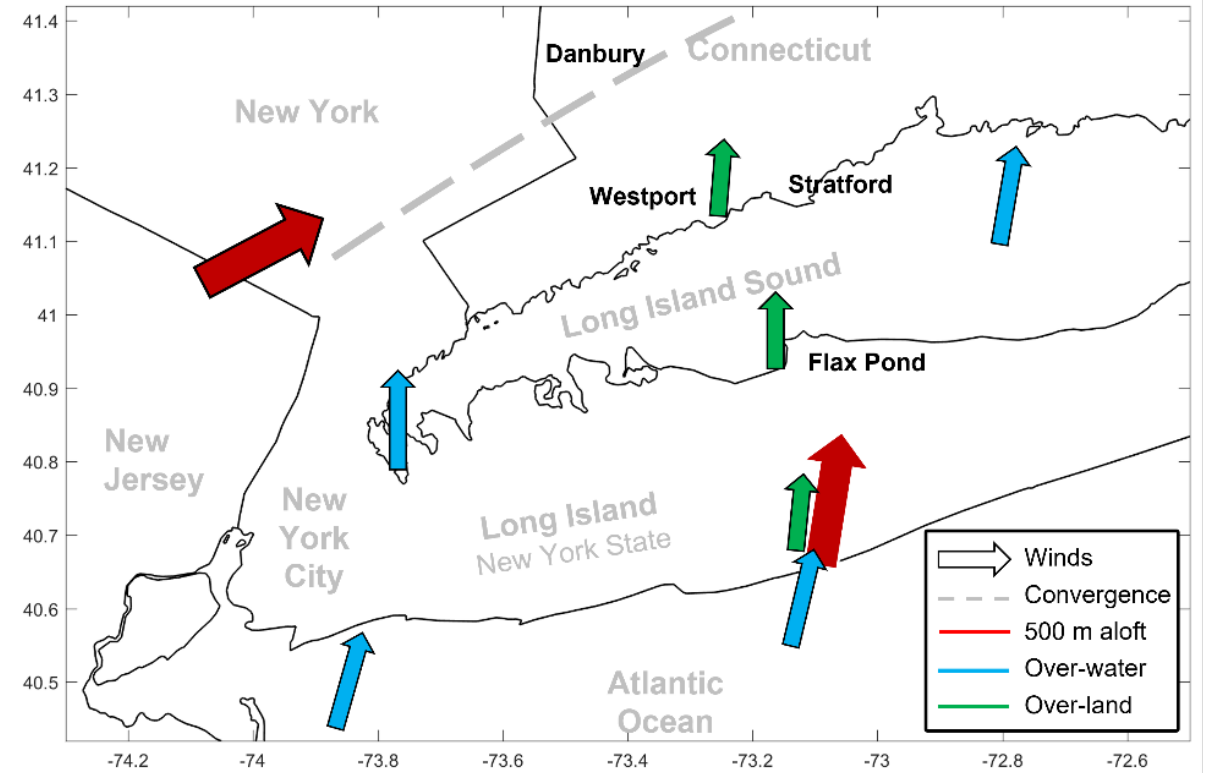 41.4
41.3
41.2
41.1
41
40.9
40.8
40.7
40.6
40.5
-74.2
-74
-73.8
-73.6
-73.4
-73.2
-73
-72.8
-72.6
Danbury
Connecticut
New York
Westport
Stratford
Long Island Sound
Flax Pond
New
Jersey
New
York
City
Long Island
New York State
Atlantic
Ocean
Winds
Convergence
500 m aloft
Over-water
Over-land